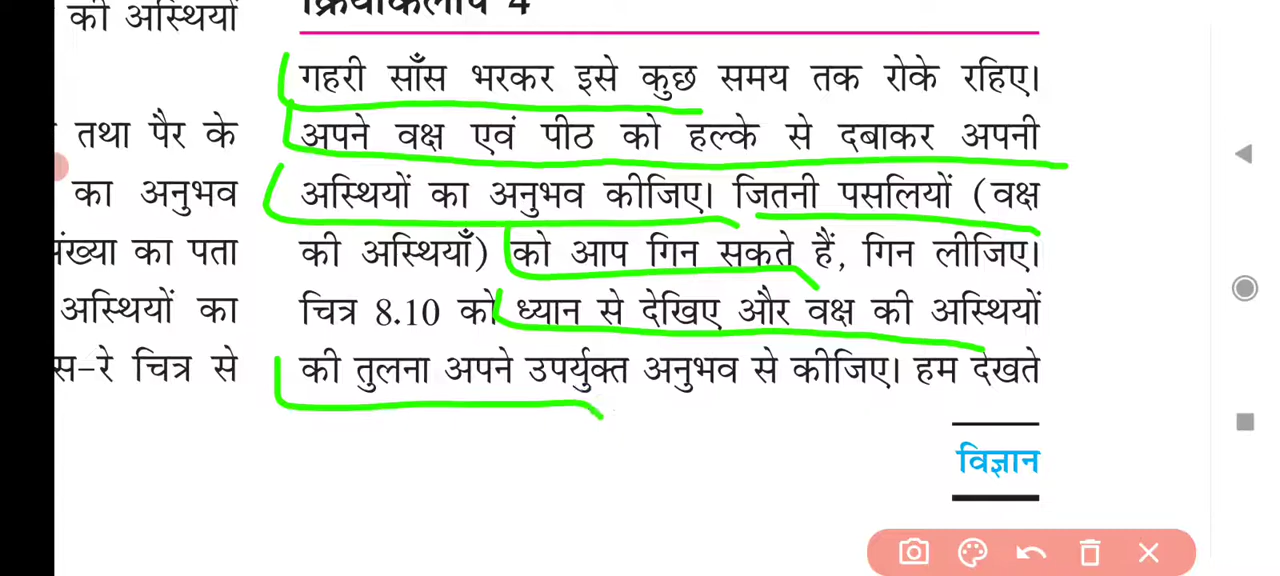 की अस्थियों
तथा पैर के
का अनुभव
संख्या का पता
अस्थियों का
स-रे चित्र से
क्रियाकलाप 4
गहरी साँस भरकर इसे कुछ समय तक रोके रहिए।
अपने वक्ष एवं पीठ को हल्के से दबाकर अपनी
अस्थियों का अनुभव कीजिए। जितनी पसलियों (वक्ष
की अस्थियाँ) को आप गिन सकते हैं, गिन लीजिए।
चित्र 8.10 को ध्यान से देखिए और वक्ष की अस्थियों
की तुलना अपने उपर्युक्त अनुभव से कीजिए। हम देखते
विज्ञान